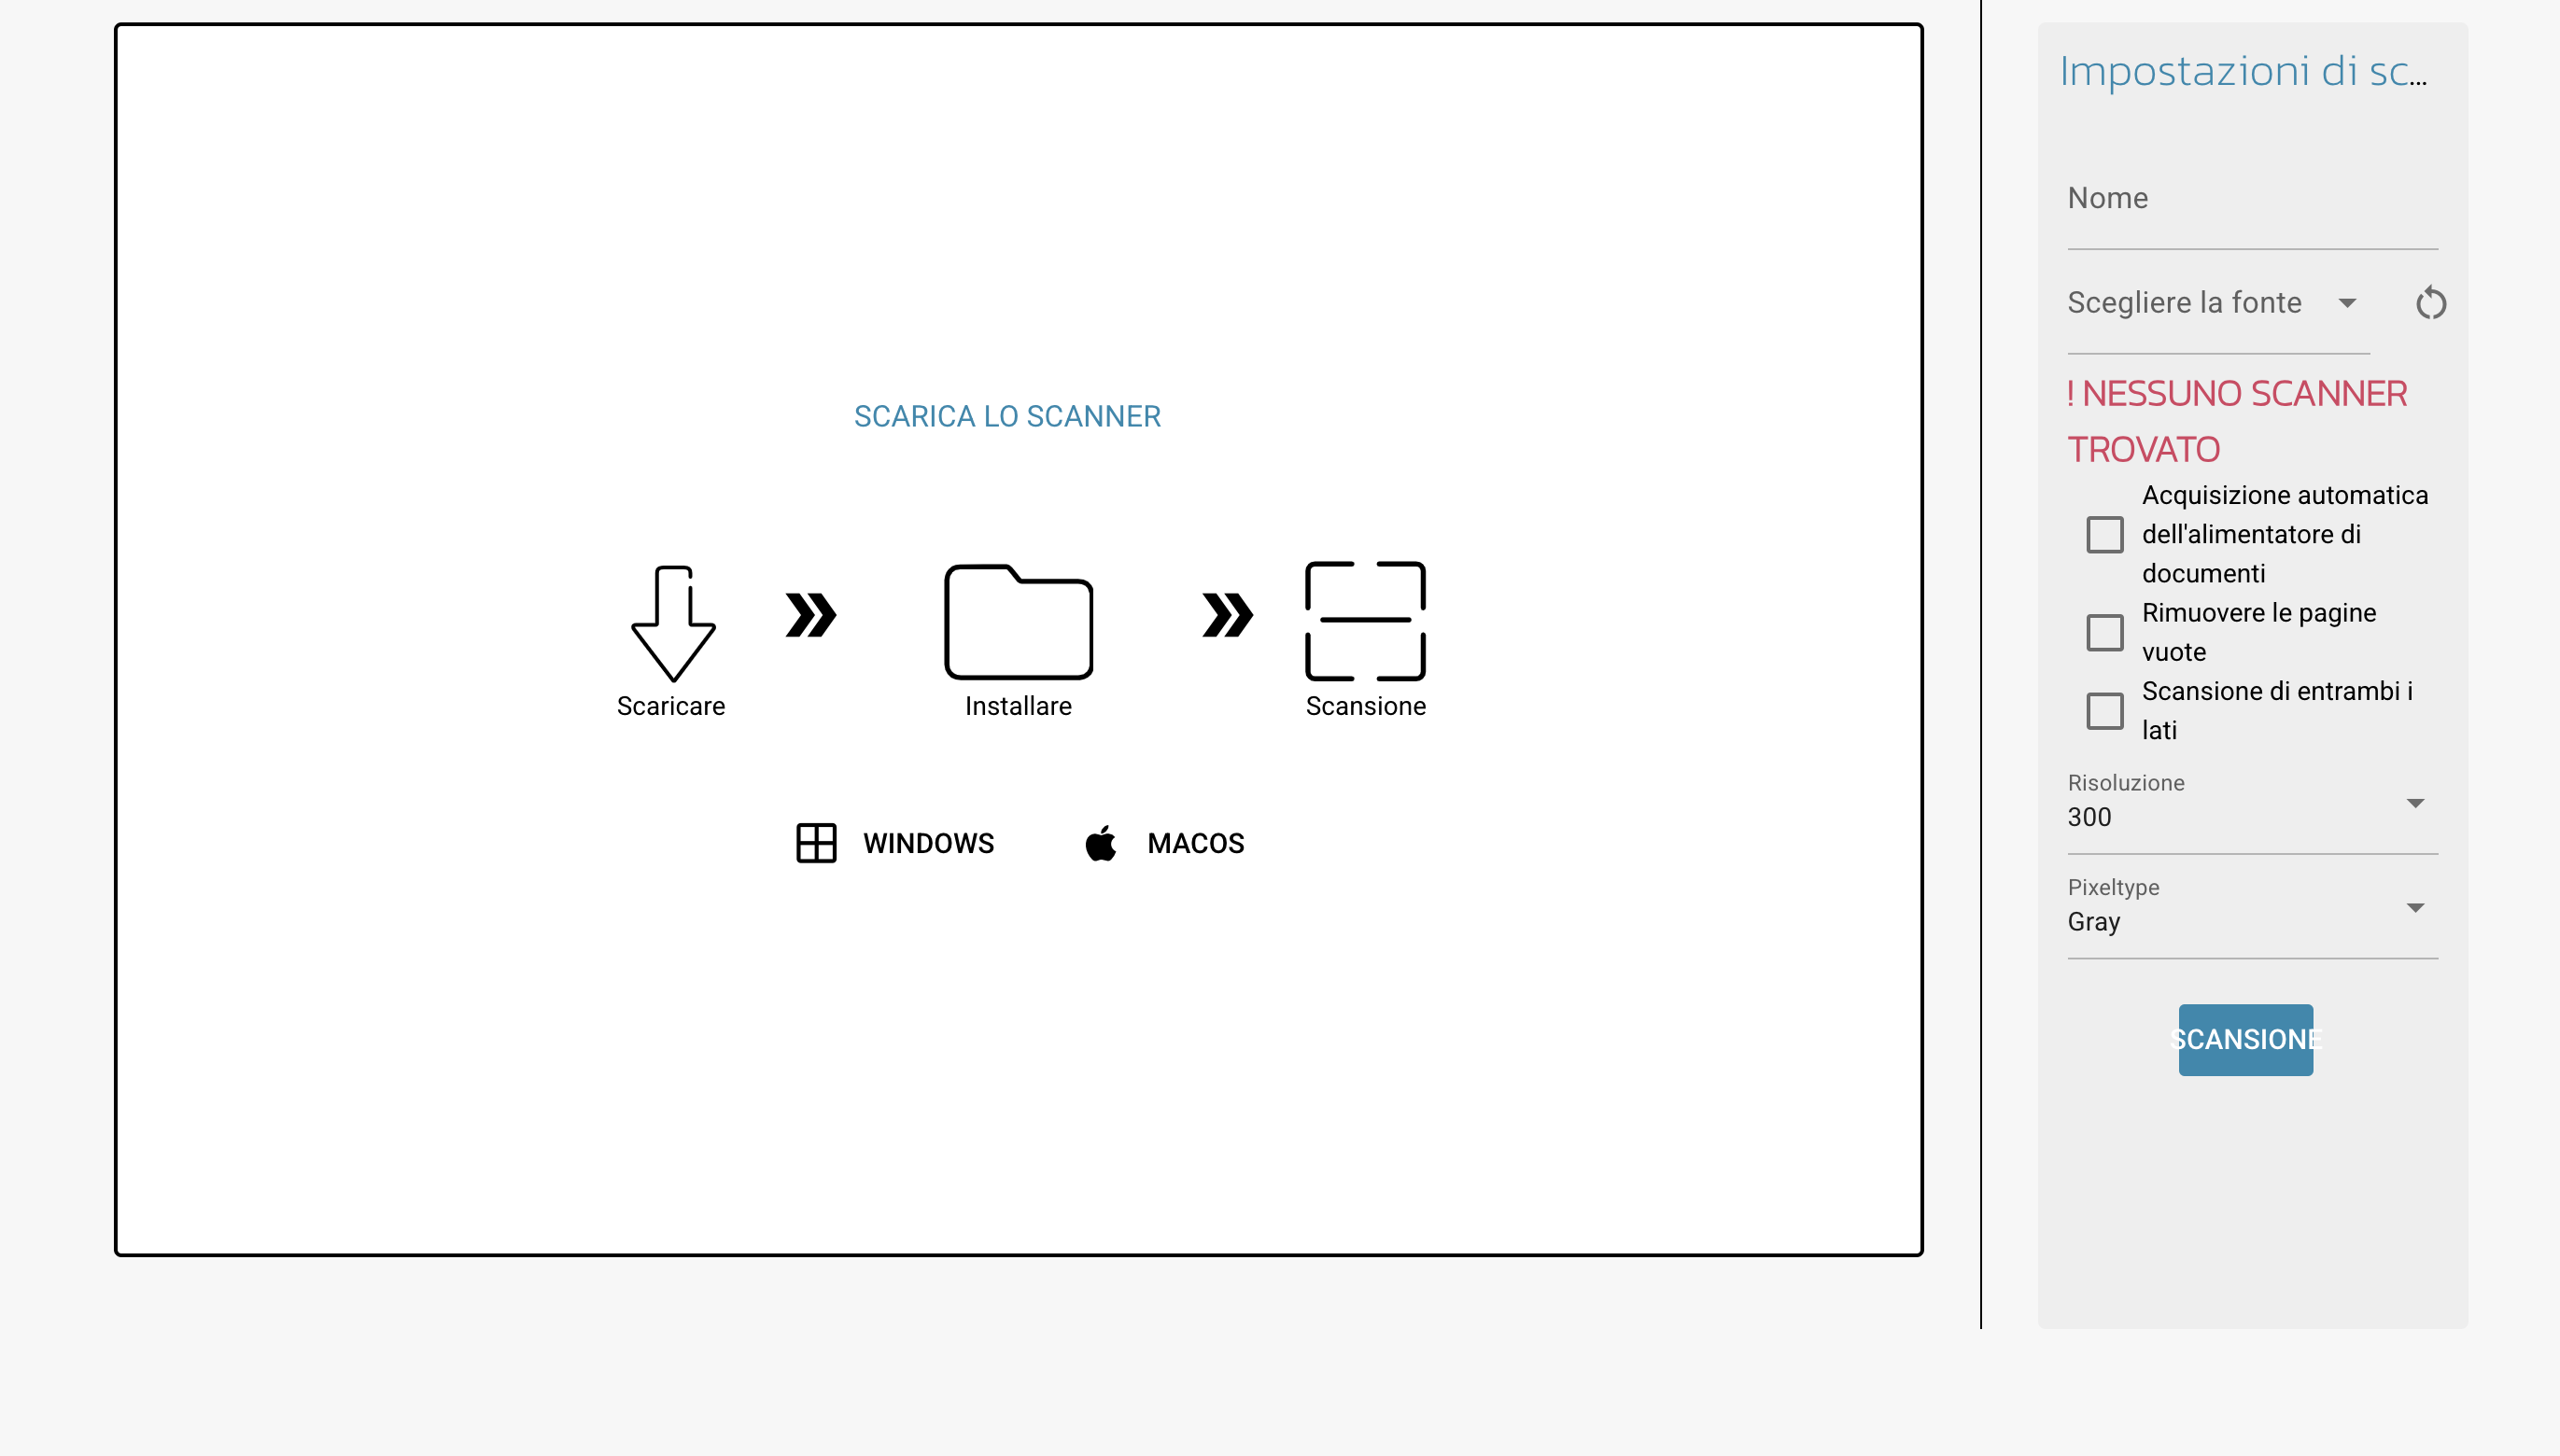 SCARICA LO SCANNER
Scaricare
Installare
Scansione
WINDOWS
MACOS
Impostazioni di sc...
Nome
Scegliere la fonte
! NESSUNO SCANNER
TROVATO
Acquisizione automatica
dell'alimentatore di
documenti
Rimuovere le pagine
vuote
Scansione di entrambi i
lati
Risoluzione
300
Pixeltype
Gray
SCANSIONE